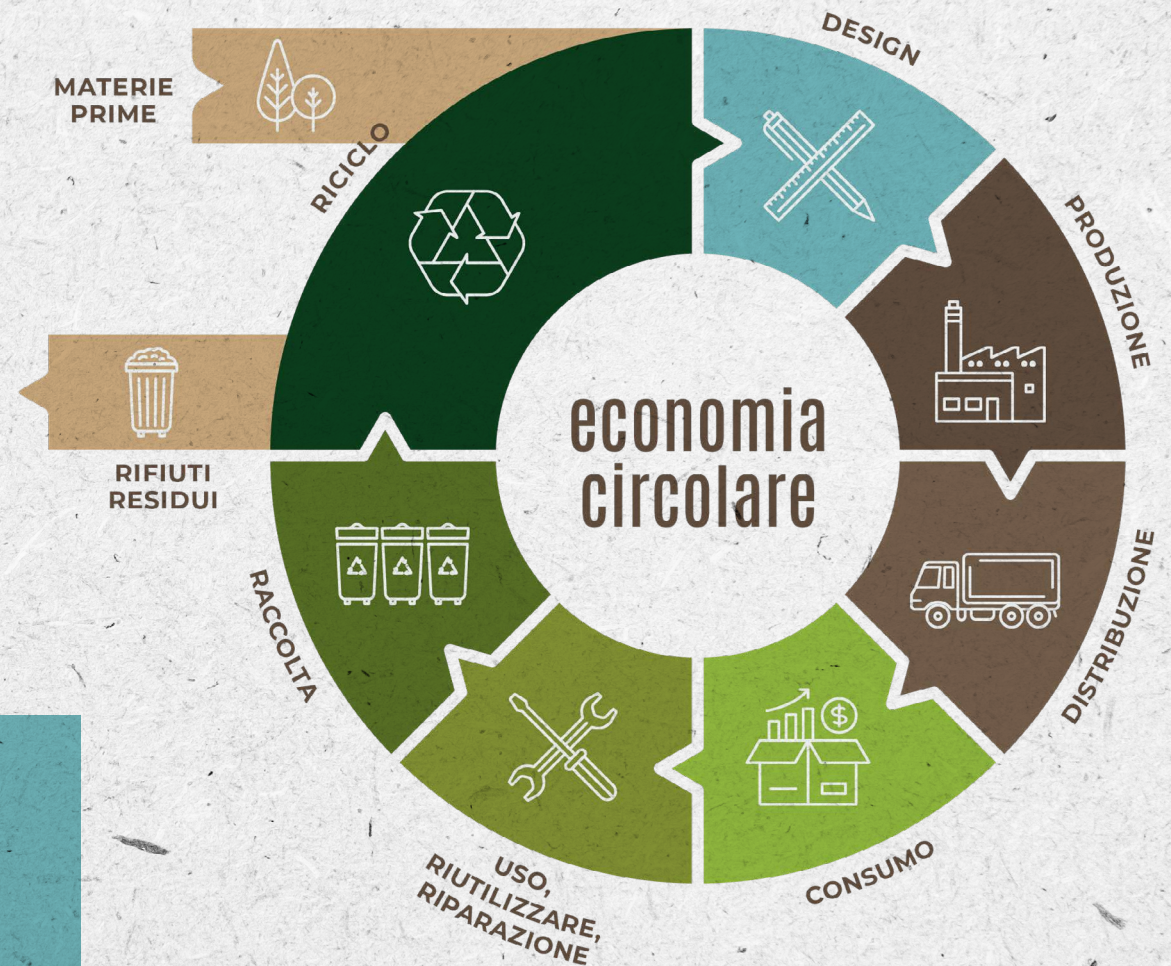 MATERIE
PRIME
RICICLO
DESIGN
PRODUZIONE
DISTRIBUZIONE
CONSUMO
USO,
RIUTILIZZARE,
RIPARAZIONE
RACCOLTA
RIFIUTI
RESIDUI
economia
circolare
$